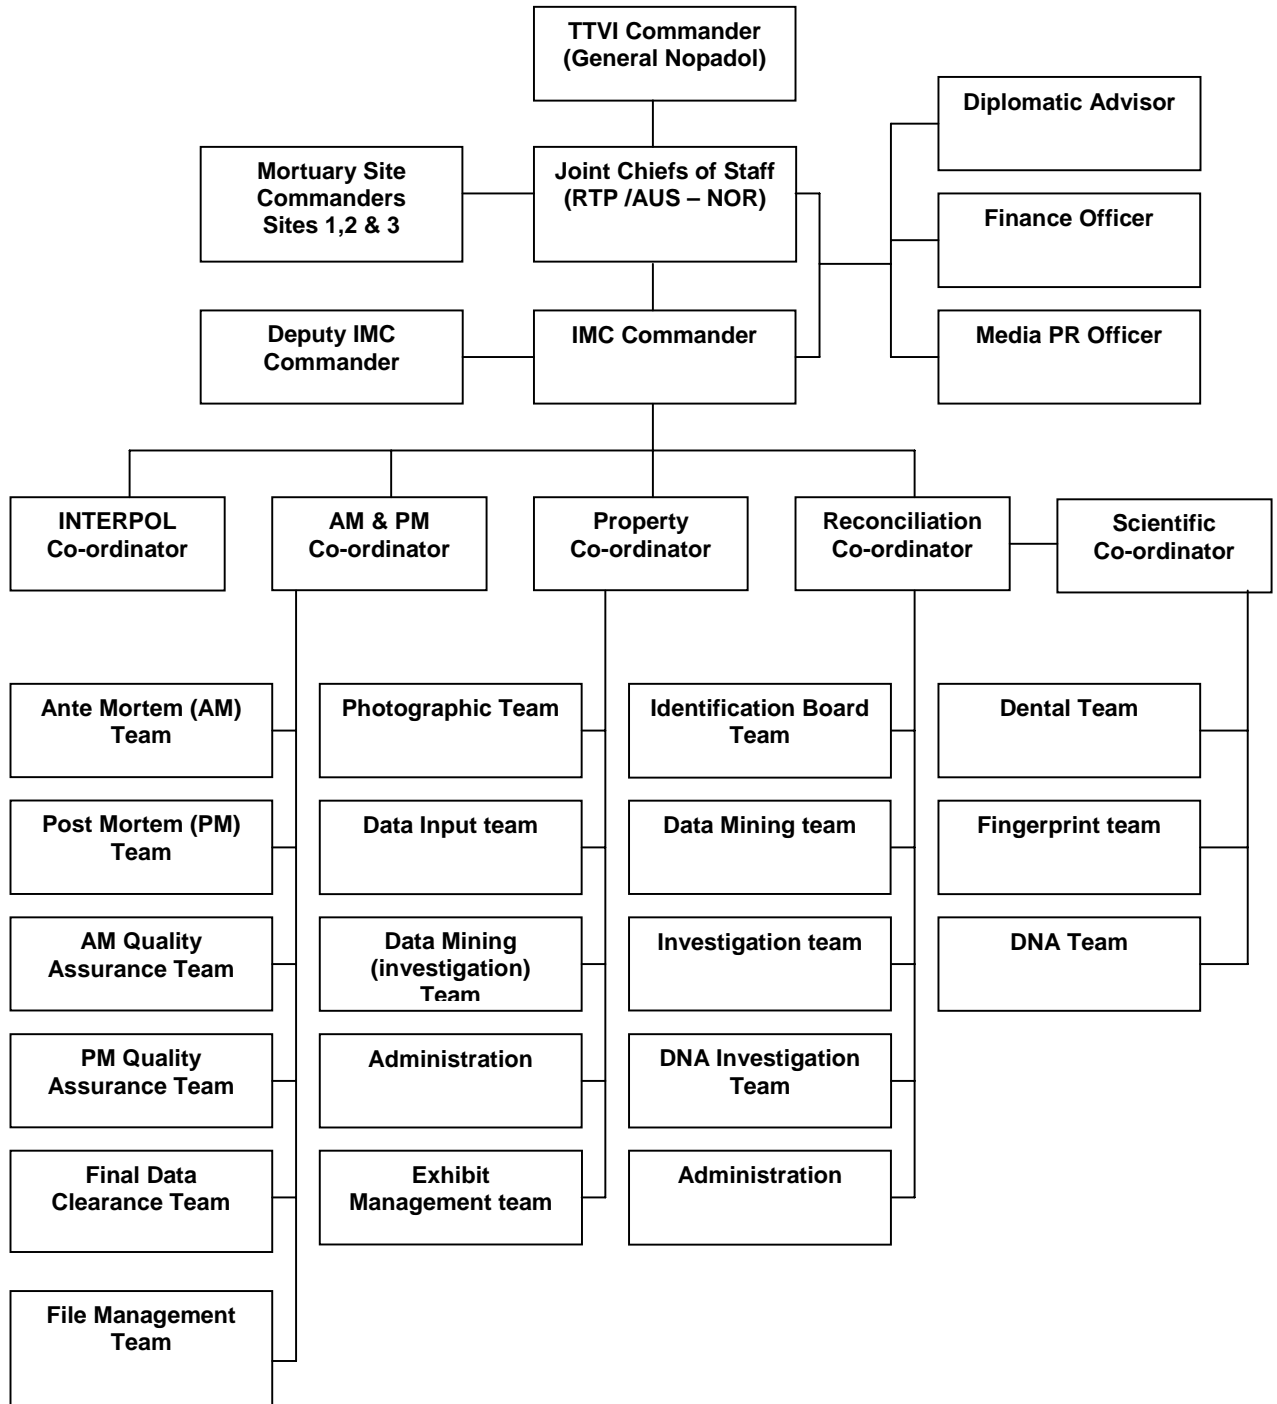 TTVI Commander
(General Nopadol)
Diplomatic Advisor
Mortuary Site
Commanders
Sites 1,2 & 3
Joint Chiefs of Staff
(RTP /AUS – NOR)
Finance Officer
Deputy IMC
Commander
IMC Commander
Media PR Officer
INTERPOL
Co-ordinator
AM & PM
Co-ordinator
Property
Co-ordinator
Reconciliation
Co-ordinator
Scientific
Co-ordinator
Ante Mortem (AM)
Team
Photographic Team
Identification Board
Team
Dental Team
Post Mortem (PM)
Team
Data Input team
Data Mining team
Fingerprint team
AM Quality
Assurance Team
Data Mining
(investigation)
Team
Investigation team
DNA Team
PM Quality
Assurance Team
Administration
DNA Investigation
Team
Final Data
Clearance Team
Exhibit
Management team
Administration
File Management
Team